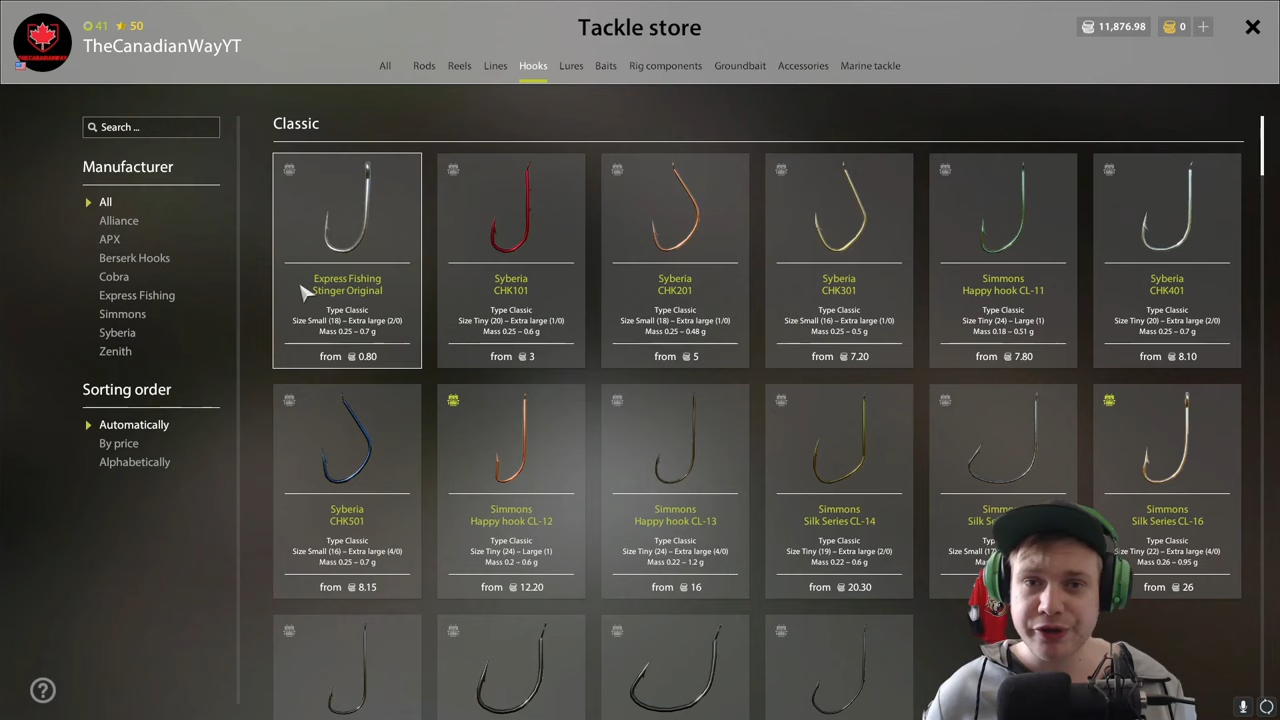 41 50
TheCanadianWayYT
Tackle store
11,876.98 0
All Rods Reels Lines Hooks Lures Baits Rig components Groundbait Accessories Marine tackle
Search ...
Manufacturer
All
Alliance
APX
Berserk Hooks
Cobra
Express Fishing
Simmons
Syberia
Zenith
Sorting order
Automatically
By price
Alphabetically
Classic
Express Fishing
Stinger Original
Type Classic
Size Small (18) – Extra large (2/0)
Mass 0.25 – 0.7 g
from 0.80
Syberia
CHK101
Type Classic
Size Tiny (20) – Extra large (1/0)
Mass 0.25 – 0.6 g
from 3
Syberia
CHK201
Type Classic
Size Small (18) – Extra large (1/0)
Mass 0.25 – 0.48 g
from 5
Syberia
CHK301
Type Classic
Size Small (16) – Extra large (1/0)
Mass 0.25 – 0.5 g
from 7.20
Simmons
Happy hook CL-11
Type Classic
Size Tiny (24) – Large (1)
Mass 0.18 – 0.51 g
from 7.80
Syberia
CHK401
Type Classic
Size Tiny (20) – Extra large (2/0)
Mass 0.25 – 0.7 g
from 8.10
Syberia
CHK501
Type Classic
Size Small (16) – Extra large (4/0)
Mass 0.25 – 0.7 g
from 8.15
Simmons
Happy hook CL-12
Type Classic
Size Tiny (24) – Large (1)
Mass 0.2 – 0.6 g
from 12.20
Simmons
Happy hook CL-13
Type Classic
Size Tiny (24) – Extra large (4/0)
Mass 0.22 – 1.2 g
from 16
Simmons
Silk Series CL-14
Type Classic
Size Tiny (19) – Extra large (2/0)
Mass 0.22 – 0.6 g
from 20.30
Simmons
Simmons
Silk Series CL-16
Type Classic
Size Tiny (22) – Extra large (4/0)
Mass 0.26 – 0.95 g
from 26